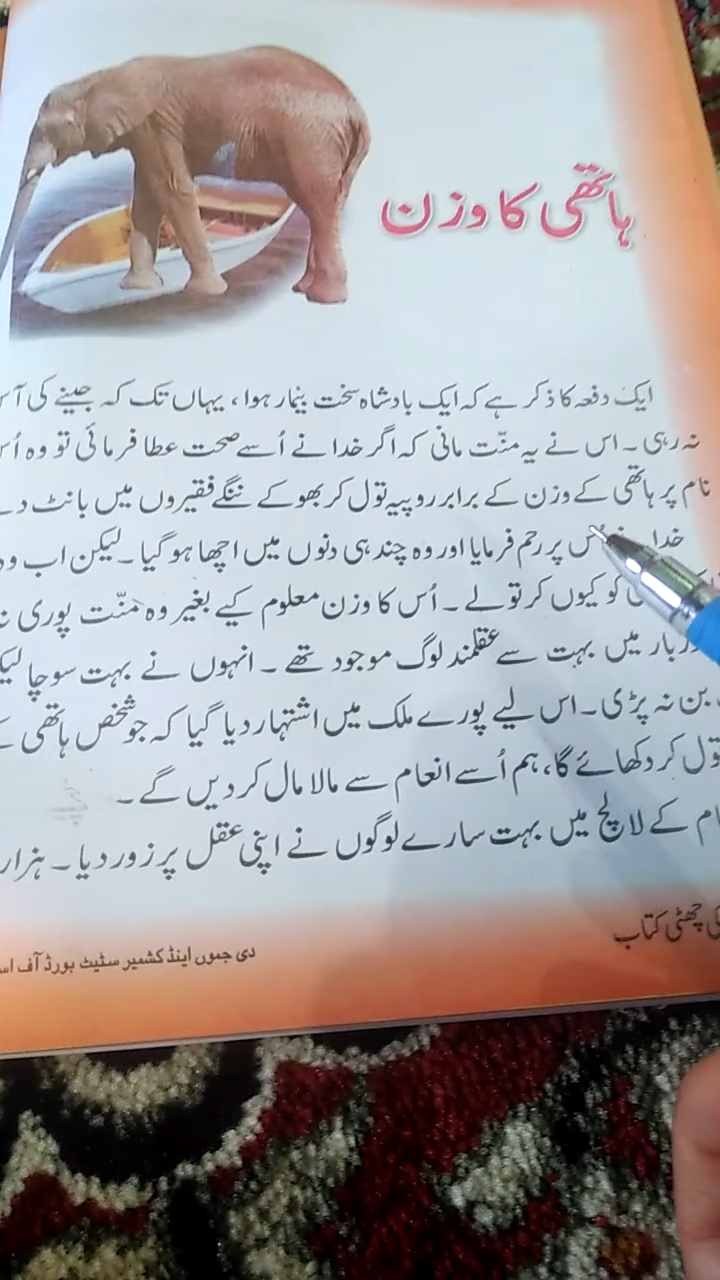 ہاتھی کا وزن
ایک دفعہ کا ذکر ہے کہ ایک بادشاہ سخت بیمار ہوا، یہاں تک کہ جینے کی
نہ رہی۔ اس نے یہ منّت مانی کہ اگر خدا نے اُسے صحت عطا فرمائی تو وہ
نام پر ہاتھی کے وزن کے برابر روپیہ تول کر بھوکے ننگے فقیروں میں بانٹ
خدا پر رحم فرمایا اور وہ چند ہی دنوں میں اچھا ہو گیا۔ لیکن اب وہ
کو کیوں کر تولے۔ اُس کا وزن معلوم کیے بغیر وہ منّت پوری
میں بہت سے عقلمند لوگ موجود تھے۔ انہوں نے بہت سوچا
بن نہ پڑی۔ اس لیے پورے ملک میں اشتہار دیا گیا کہ جو شخص ہاتھی
تول کر دکھائے گا، ہم اُسے انعام سے مالا مال کر دیں گے۔
کے لالچ میں بہت سارے لوگوں نے اپنی عقل پر زور دیا۔
کی چھٹی کتاب
دی جموں اینڈ کشمیر سٹیٹ بورڈ آف